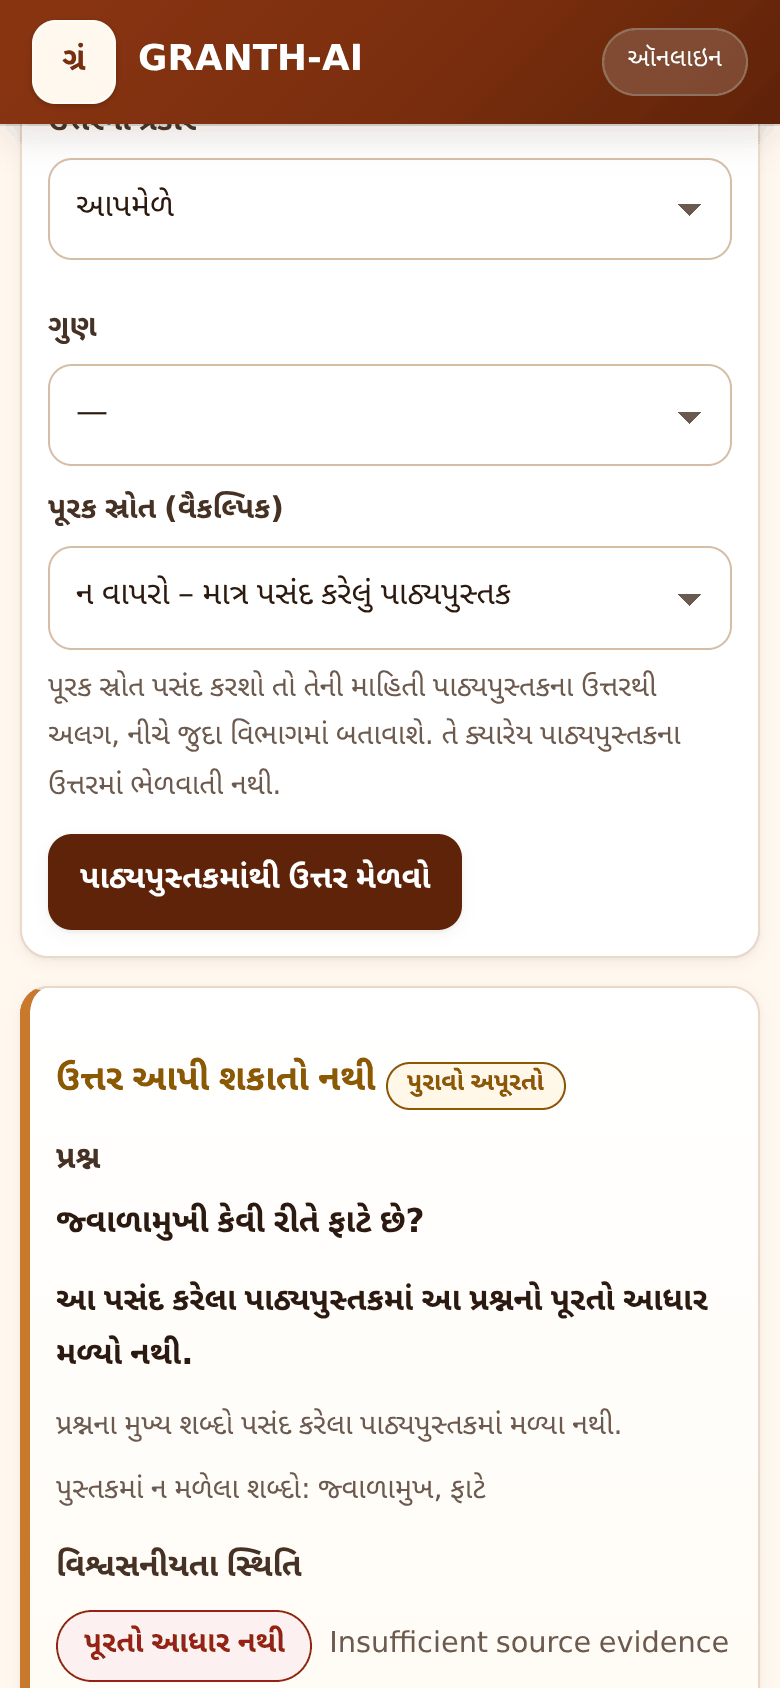 ગ્રં GRANTH-AI ઑનલાઇન
આપમેળે
ગુણ
—
પૂરક સ્રોત (વૈકલ્પિક)
ન વાપરો – માત્ર પસંદ કરેલું પાઠ્યપુસ્તક
પૂરક સ્રોત પસંદ કરશો તો તેની માહિતી પાઠ્યપુસ્તકના ઉત્તરથી
અલગ, નીચે જુદા વિભાગમાં બતાવાશે. તે ક્યારેય પાઠ્યપુસ્તકના
ઉત્તરમાં ભેળવાતી નથી.
પાઠ્યપુસ્તકમાંથી ઉત્તર મેળવો
ઉત્તર આપી શકાતો નથી પુરાવો અપૂરતો
પ્રશ્ન
જ્વાળામુખી કેવી રીતે ફાટે છે?
આ પસંદ કરેલા પાઠ્યપુસ્તકમાં આ પ્રશ્નનો પૂરતો આધાર
મળ્યો નથી.
પ્રશ્નના મુખ્ય શબ્દો પસંદ કરેલા પાઠ્યપુસ્તકમાં મળ્યા નથી.
પુસ્તકમાં ન મળેલા શબ્દો: જ્વાળામુખ, ફાટે
વિશ્વસનીયતા સ્થિતિ
પૂરતો આધાર નથી Insufficient source evidence